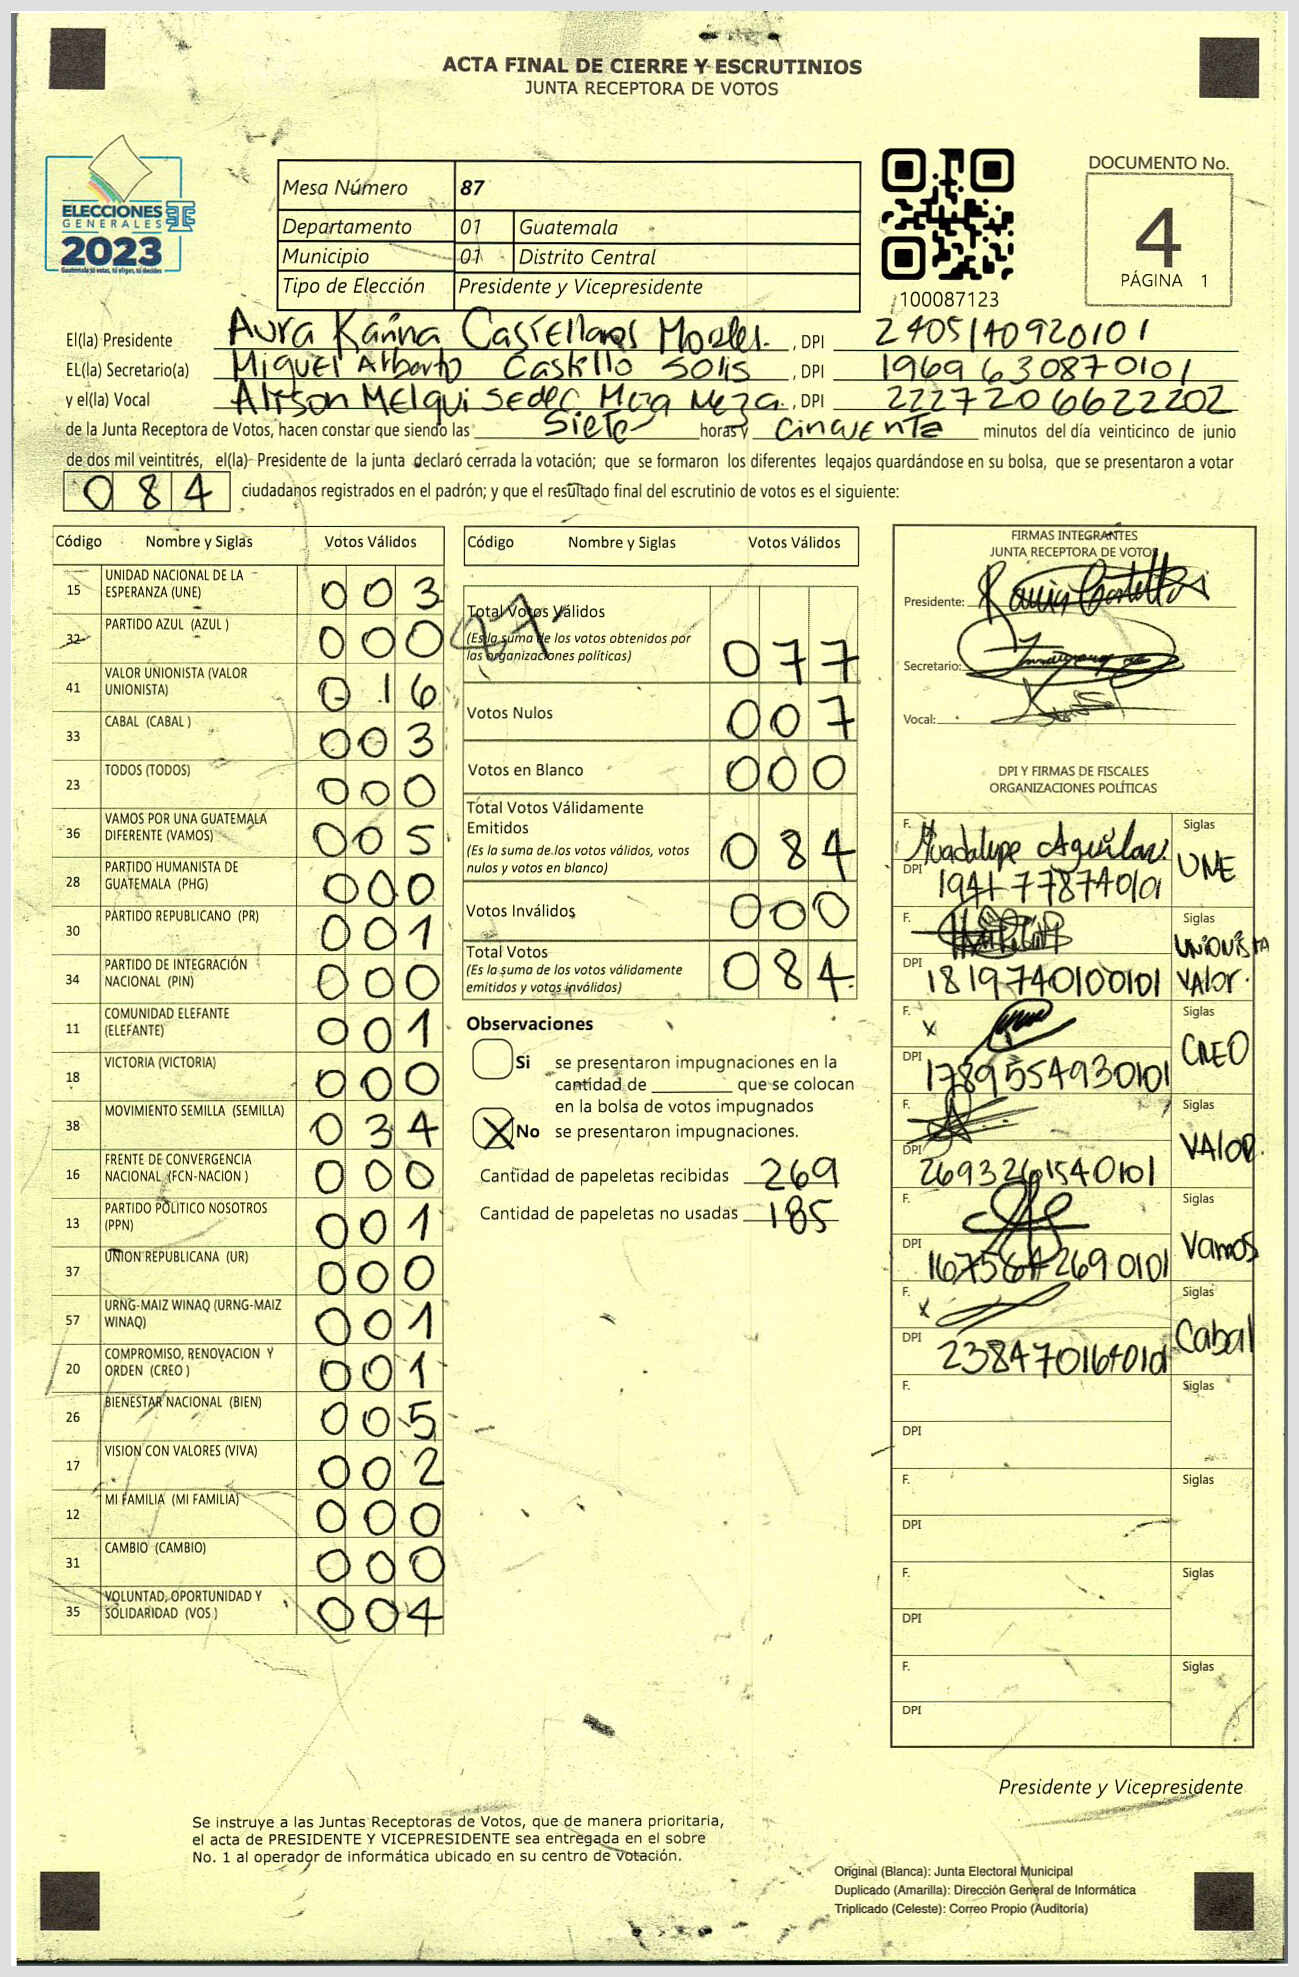 ACTA FINAL DE CIERRE Y ESCRUTINIOS
JUNTA RECEPTORA DE VOTOS
ELECCIONES
GENERALES
2023
Guatemala tú votas, tú eliges, tú decides
Mesa Número 87
Departamento 01 Guatemala
Municipio 01 Distrito Central
Tipo de Elección Presidente y Vicepresidente
100087123
DOCUMENTO No.
4
PÁGINA 1
El(la) Presidente Aura Karina Castellanos Morales. , DPI 2405140920101
EL(la) Secretario(a) Miguel Alberto Castillo Solis , DPI 1969630870101
y el(la) Vocal Alison Melqui Sedec Meza Meza. , DPI 2227206622202
de la Junta Receptora de Votos, hacen constar que siendo las Siete horas y Cincuenta minutos del día veinticinco de junio
de dos mil veintitrés, el(la) Presidente de la junta declaró cerrada la votación; que se formaron los diferentes legajos guardándose en su bolsa, que se presentaron a votar
084 ciudadanos registrados en el padrón; y que el resultado final del escrutinio de votos es el siguiente:
Código Nombre y Siglas Votos Válidos
15 UNIDAD NACIONAL DE LA ESPERANZA (UNE) 003
32 PARTIDO AZUL (AZUL ) 000
41 VALOR UNIONISTA (VALOR UNIONISTA) 016
33 CABAL (CABAL ) 003
23 TODOS (TODOS) 000
36 VAMOS POR UNA GUATEMALA DIFERENTE (VAMOS) 005
28 PARTIDO HUMANISTA DE GUATEMALA (PHG) 000
30 PARTIDO REPUBLICANO (PR) 001
34 PARTIDO DE INTEGRACIÓN NACIONAL (PIN) 000
11 COMUNIDAD ELEFANTE (ELEFANTE) 001
18 VICTORIA (VICTORIA) 000
38 MOVIMIENTO SEMILLA (SEMILLA) 034
16 FRENTE DE CONVERGENCIA NACIONAL (FCN-NACION ) 000
13 PARTIDO POLITICO NOSOTROS (PPN) 001
37 UNION REPUBLICANA (UR) 000
57 URNG-MAIZ WINAQ (URNG-MAIZ WINAQ) 001
20 COMPROMISO, RENOVACION Y ORDEN (CREO ) 001
26 BIENESTAR NACIONAL (BIEN) 005
17 VISION CON VALORES (VIVA) 002
12 MI FAMILIA (MI FAMILIA) 000
31 CAMBIO (CAMBIO) 000
35 VOLUNTAD, OPORTUNIDAD Y SOLIDARIDAD (VOS ) 004
Código Nombre y Siglas Votos Válidos
Total Votos Válidos
(Es la suma de los votos obtenidos por las organizaciones políticas) 077
Votos Nulos 007
Votos en Blanco 000
Total Votos Válidamente Emitidos
(Es la suma de los votos válidos, votos nulos y votos en blanco) 084
Votos Inválidos 000
Total Votos
(Es la suma de los votos válidamente emitidos y votos inválidos) 084
Observaciones
Si se presentaron impugnaciones en la
cantidad de ________ que se colocan
en la bolsa de votos impugnados
X No se presentaron impugnaciones.
Cantidad de papeletas recibidas 269
Cantidad de papeletas no usadas 185
FIRMAS INTEGRANTES
JUNTA RECEPTORA DE VOTOS
Presidente:
Secretario:
Vocal:
DPI Y FIRMAS DE FISCALES
ORGANIZACIONES POLÍTICAS
F. Guadalupe Aguilar. Siglas UNE
DPI 1941778740101
F. Siglas UNIONISTA
DPI 1819740100101 VALOR.
F. x Siglas CREO
DPI 1789554930101
F. Siglas VALOR.
DPI 2693261540101
F. Siglas Vamos
DPI 1675842690101
F. x Siglas Cabal
DPI 2384701640101
F. Siglas
DPI
F. Siglas
DPI
F. Siglas
DPI
F. Siglas
DPI
Presidente y Vicepresidente
Se instruye a las Juntas Receptoras de Votos, que de manera prioritaria,
el acta de PRESIDENTE Y VICEPRESIDENTE sea entregada en el sobre
No. 1 al operador de informática ubicado en su centro de votación.
Original (Blanca): Junta Electoral Municipal
Duplicado (Amarilla): Dirección General de Informática
Triplicado (Celeste): Correo Propio (Auditoría)